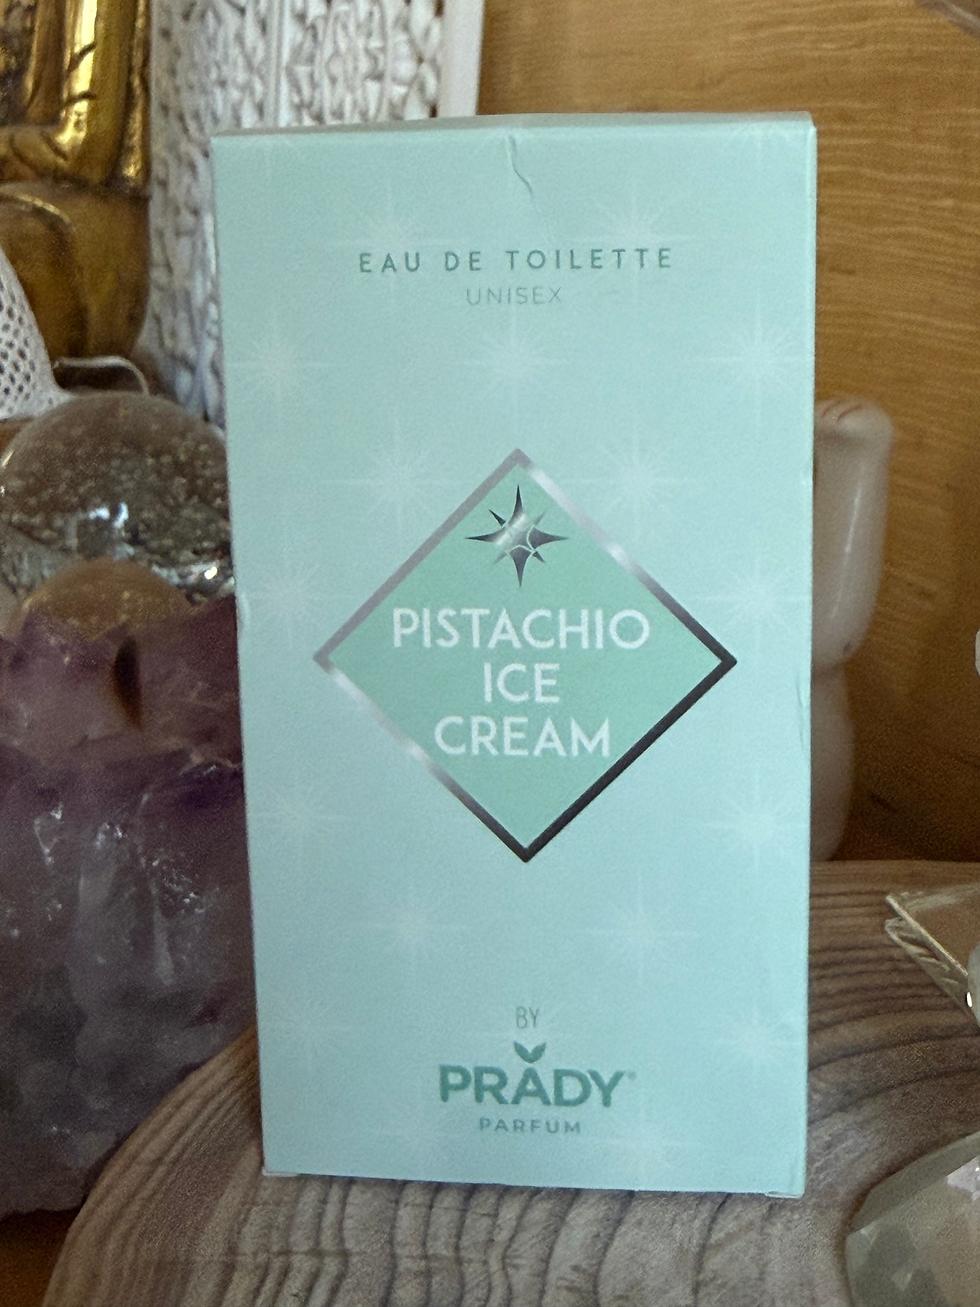 EAU DE TOILETTE
UNISEX
PISTACHIO
ICE
CREAM
BY
PRADY®
PARFUM